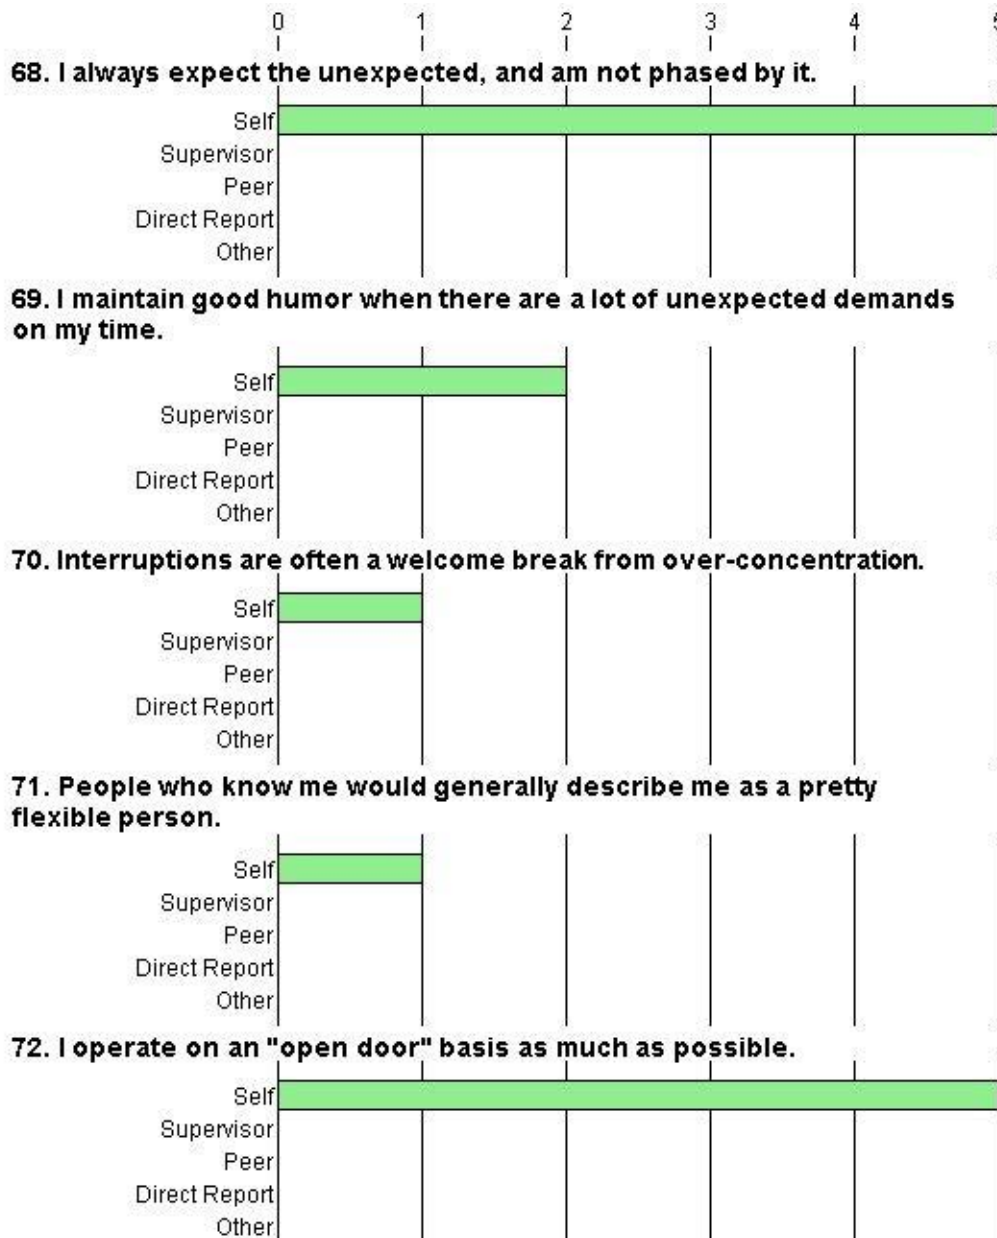 0 1 2 3 4 5
68. I always expect the unexpected, and am not phased by it.
Self
Supervisor
Peer
Direct Report
Other
69. I maintain good humor when there are a lot of unexpected demands
on my time.
Self
Supervisor
Peer
Direct Report
Other
70. Interruptions are often a welcome break from over-concentration.
Self
Supervisor
Peer
Direct Report
Other
71. People who know me would generally describe me as a pretty
flexible person.
Self
Supervisor
Peer
Direct Report
Other
72. I operate on an "open door" basis as much as possible.
Self
Supervisor
Peer
Direct Report
Other